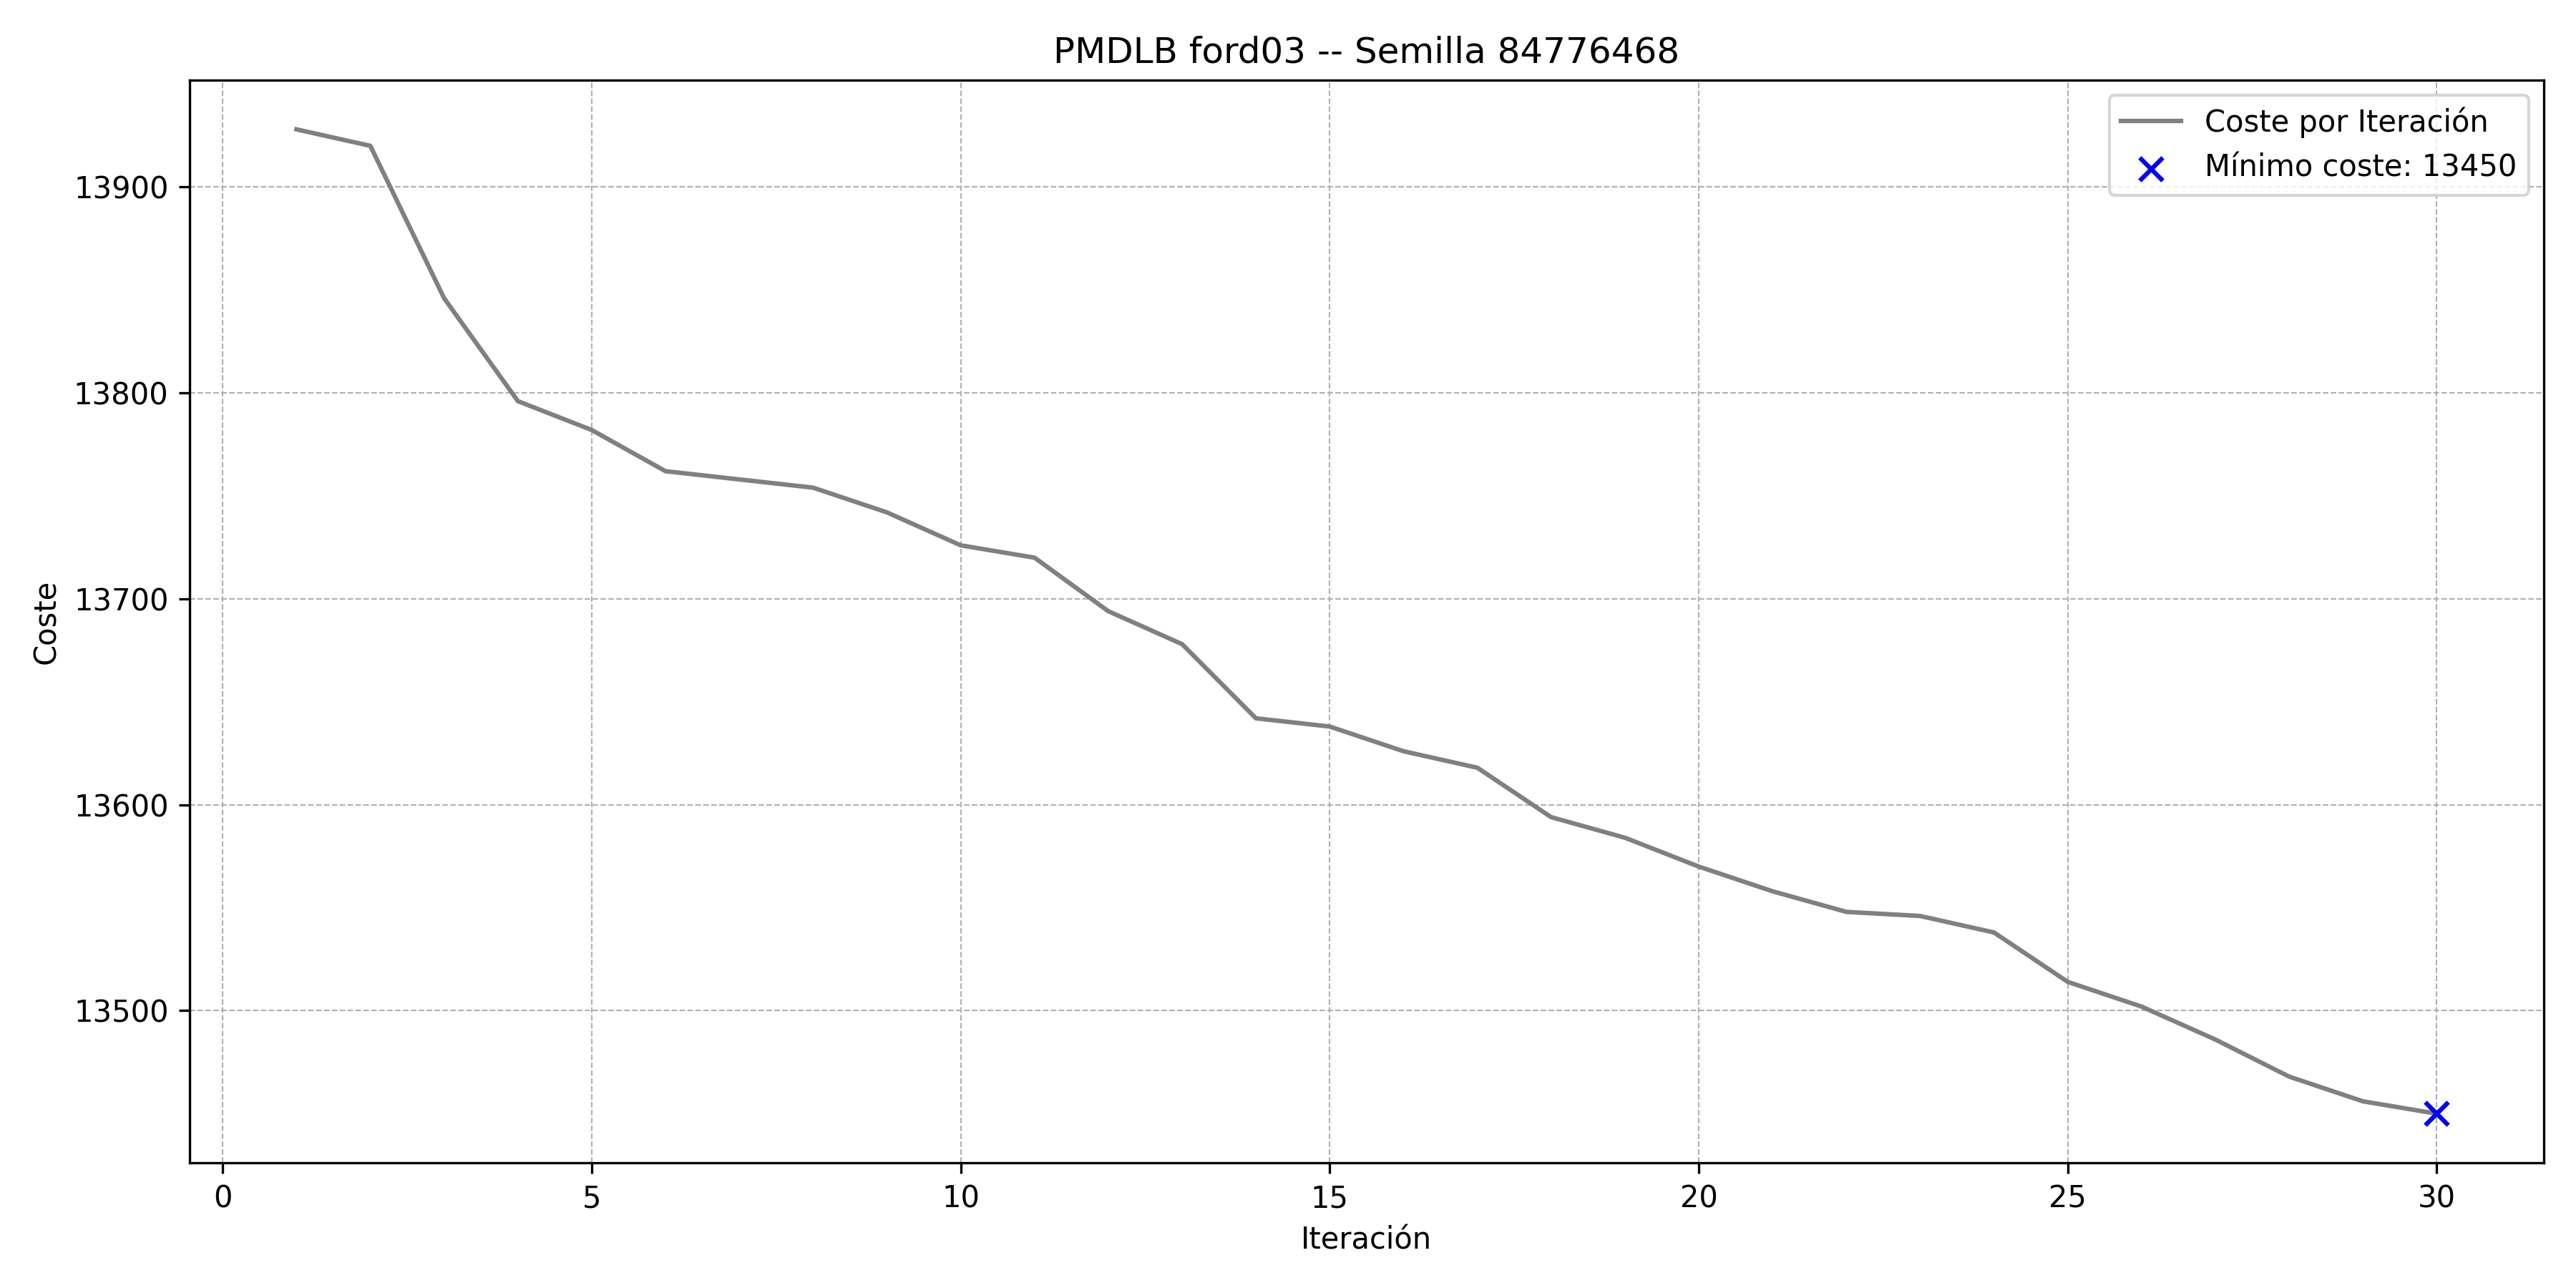 PMDLB ford03 -- Semilla 84776468
Coste por Iteración
Mínimo coste: 13450
13900
13800
13700
13600
13500
Coste
0 5 10 15 20 25 30
Iteración